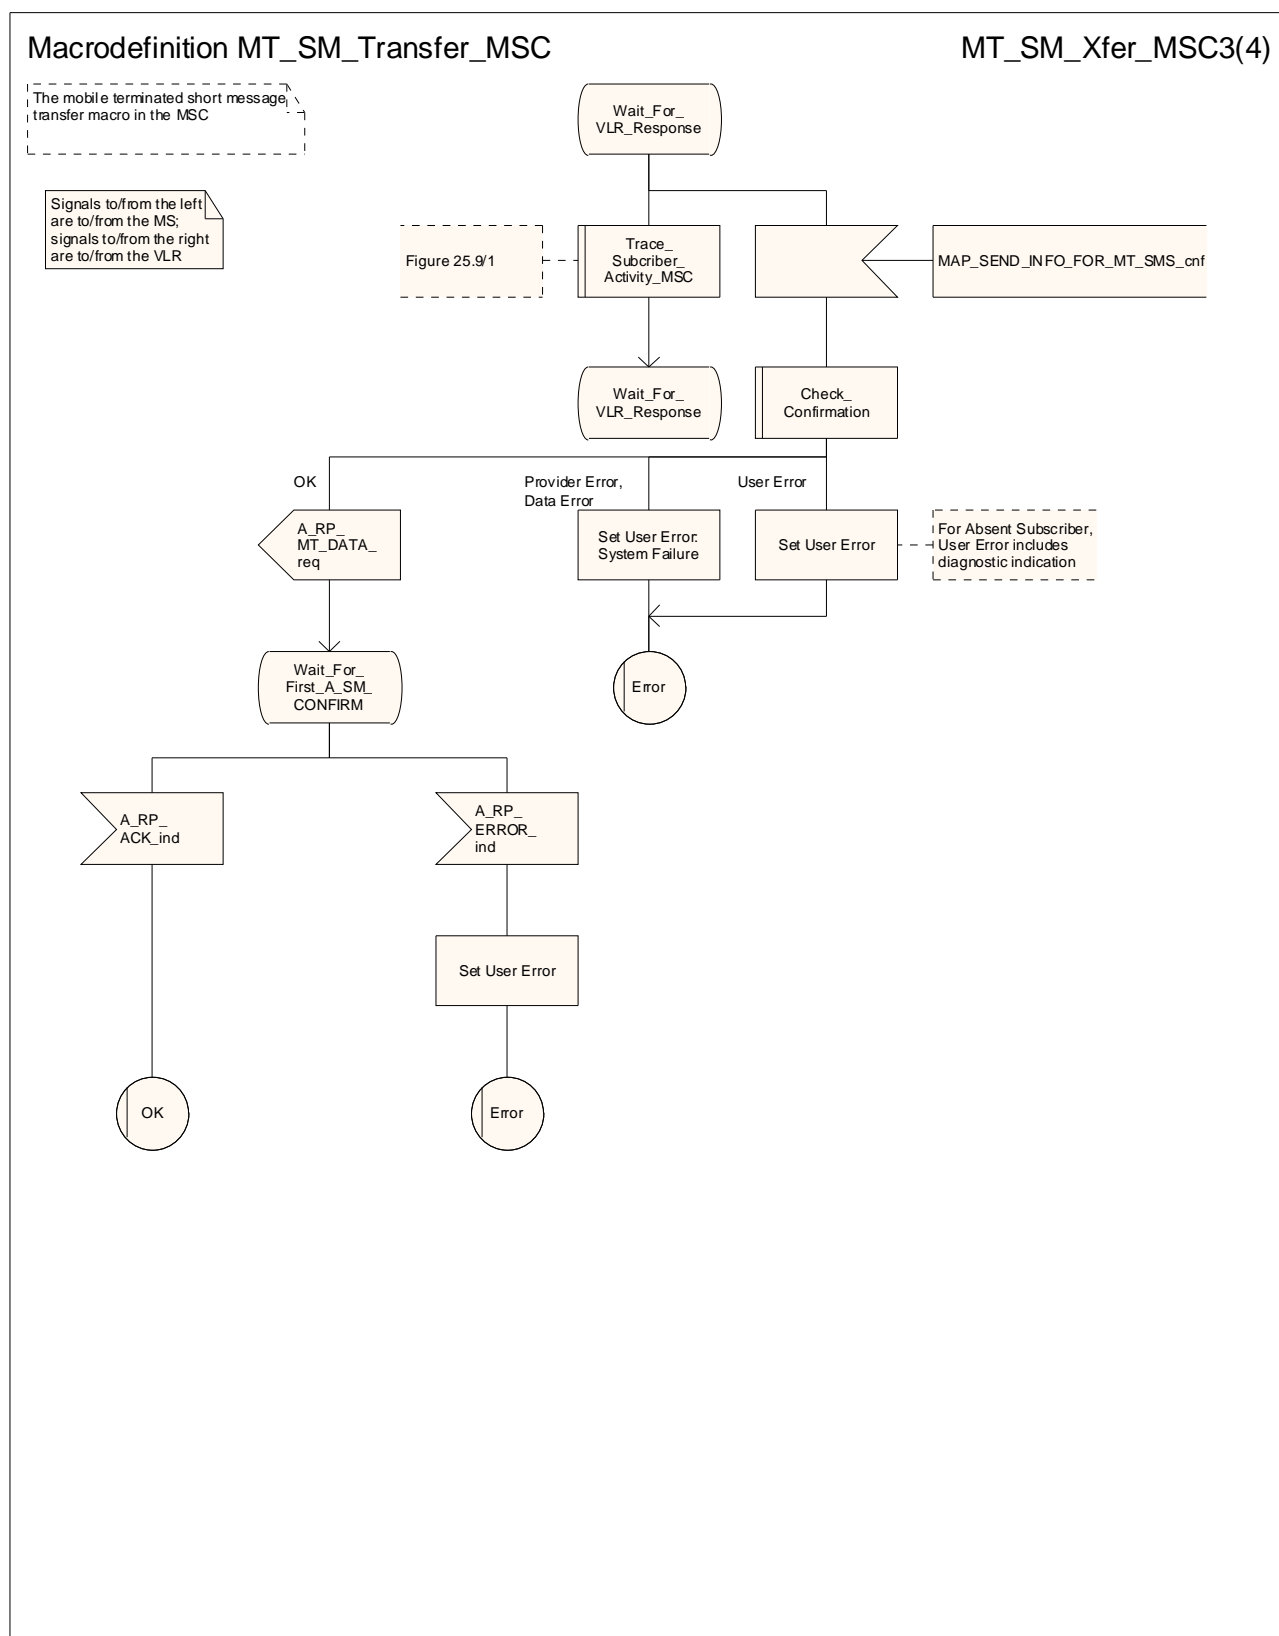 Macrodefinition MT_SM_Transfer_MSC
MT_SM_Xfer_MSC3(4)
The mobile terminated short message
transfer macro in the MSC
Signals to/from the left
are to/from the MS;
signals to/from the right
are to/from the VLR
Wait_For_
VLR_Response
Figure 25.9/1
Trace_
Subcriber_
Activity_MSC
MAP_SEND_INFO_FOR_MT_SMS_cnf
Wait_For_
VLR_Response
Check_
Confirmation
OK
Provider Error,
Data Error
User Error
A_RP_
MT_DATA_
req
Set User Error:
System Failure
Set User Error
For Absent Subscriber,
User Error includes
diagnostic indication
Wait_For_
First_A_SM_
CONFIRM
Error
A_RP_
ACK_ind
A_RP_
ERROR_
ind
Set User Error
OK
Error